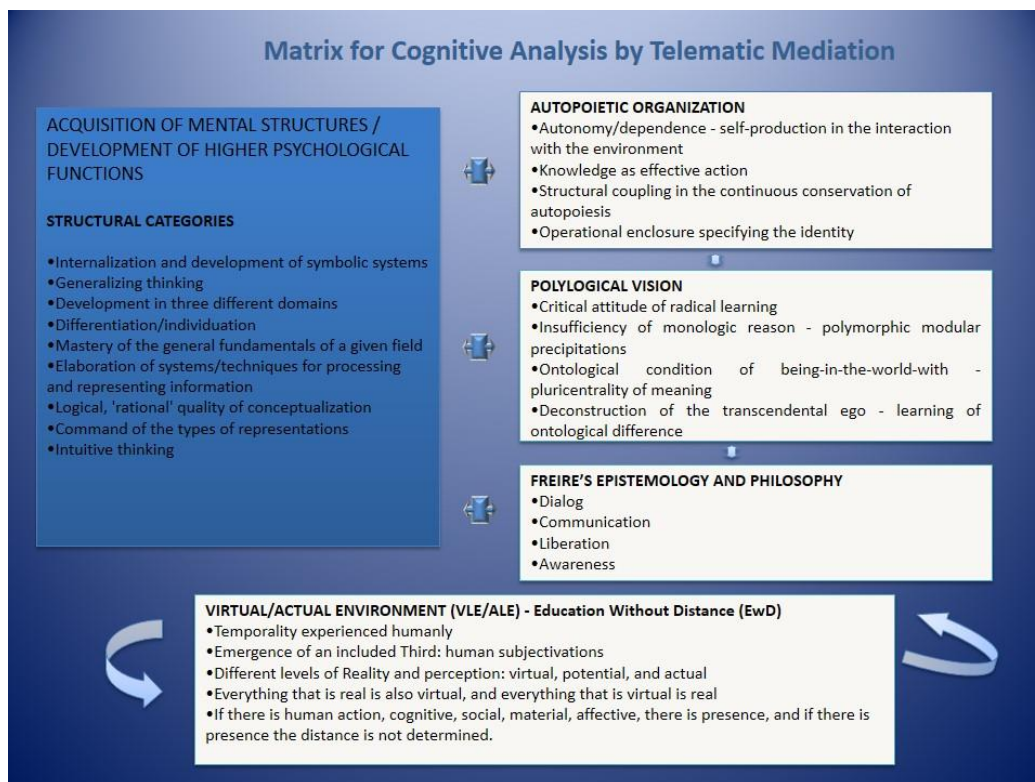 Matrix for Cognitive Analysis by Telematic Mediation
ACQUISITION OF MENTAL STRUCTURES /
DEVELOPMENT OF HIGHER PSYCHOLOGICAL
FUNCTIONS
STRUCTURAL CATEGORIES
•Internalization and development of symbolic systems
•Generalizing thinking
•Development in three different domains
•Differentiation/individuation
•Mastery of the general fundamentals of a given field
•Elaboration of systems/techniques for processing
and representing information
•Logical, 'rational' quality of conceptualization
•Command of the types of representations
•Intuitive thinking
AUTOPOIETIC ORGANIZATION
•Autonomy/dependence - self-production in the interaction
with the environment
•Knowledge as effective action
•Structural coupling in the continuous conservation of
autopoiesis
•Operational enclosure specifying the identity
POLYLOGICAL VISION
•Critical attitude of radical learning
•Insufficiency of monologic reason - polymorphic modular
precipitations
•Ontological condition of being-in-the-world-with -
pluricentrality of meaning
•Deconstruction of the transcendental ego - learning of
ontological difference
FREIRE'S EPISTEMOLOGY AND PHILOSOPHY
•Dialog
•Communication
•Liberation
•Awareness
VIRTUAL/ACTUAL ENVIRONMENT (VLE/ALE) - Education Without Distance (EwD)
•Temporality experienced humanly
•Emergence of an included Third: human subjectivations
•Different levels of Reality and perception: virtual, potential, and actual
•Everything that is real is also virtual, and everything that is virtual is real
•If there is human action, cognitive, social, material, affective, there is presence, and if there is
presence the distance is not determined.